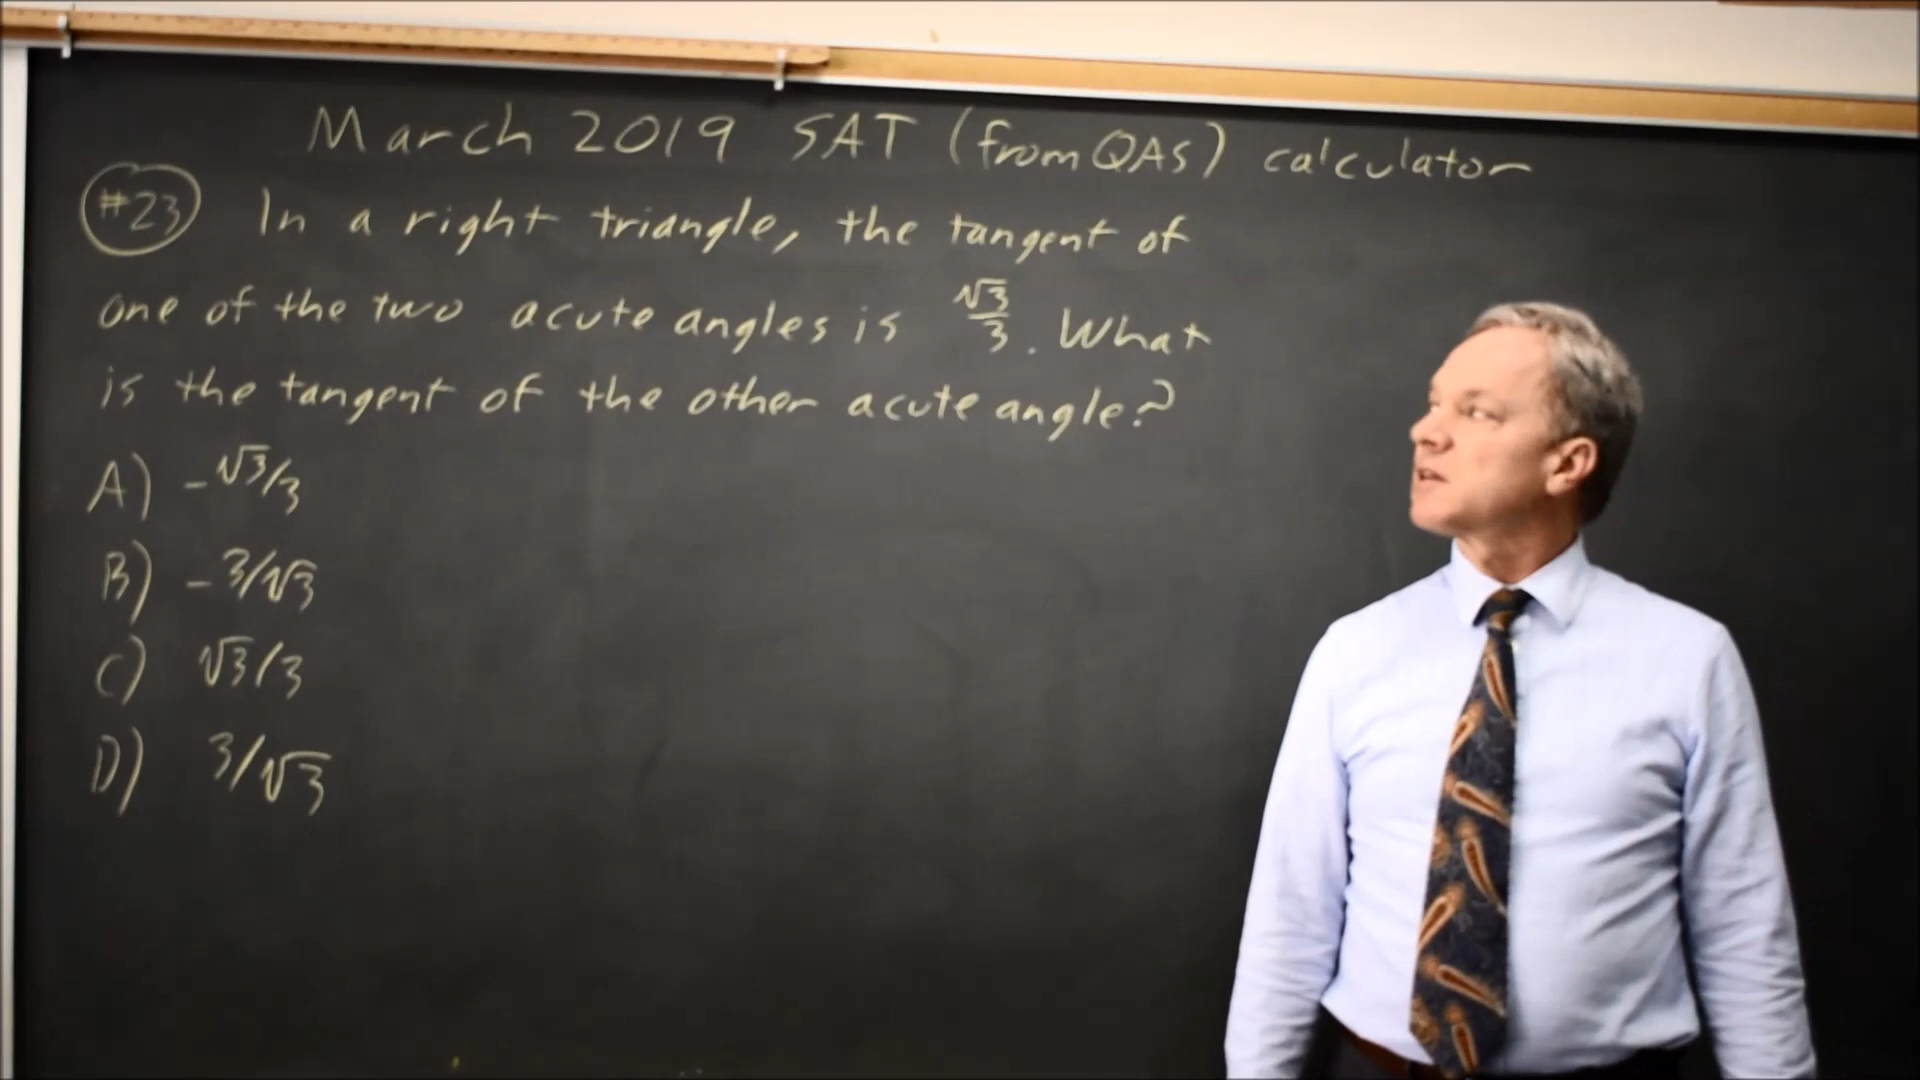 March 2019 SAT (from QAS) calculator
#23 In a right triangle, the tangent of
one of the two acute angles is √3/3. What
is the tangent of the other acute angle?
A) -√3/3
B) -3/√3
C) √3/3
D) 3/√3